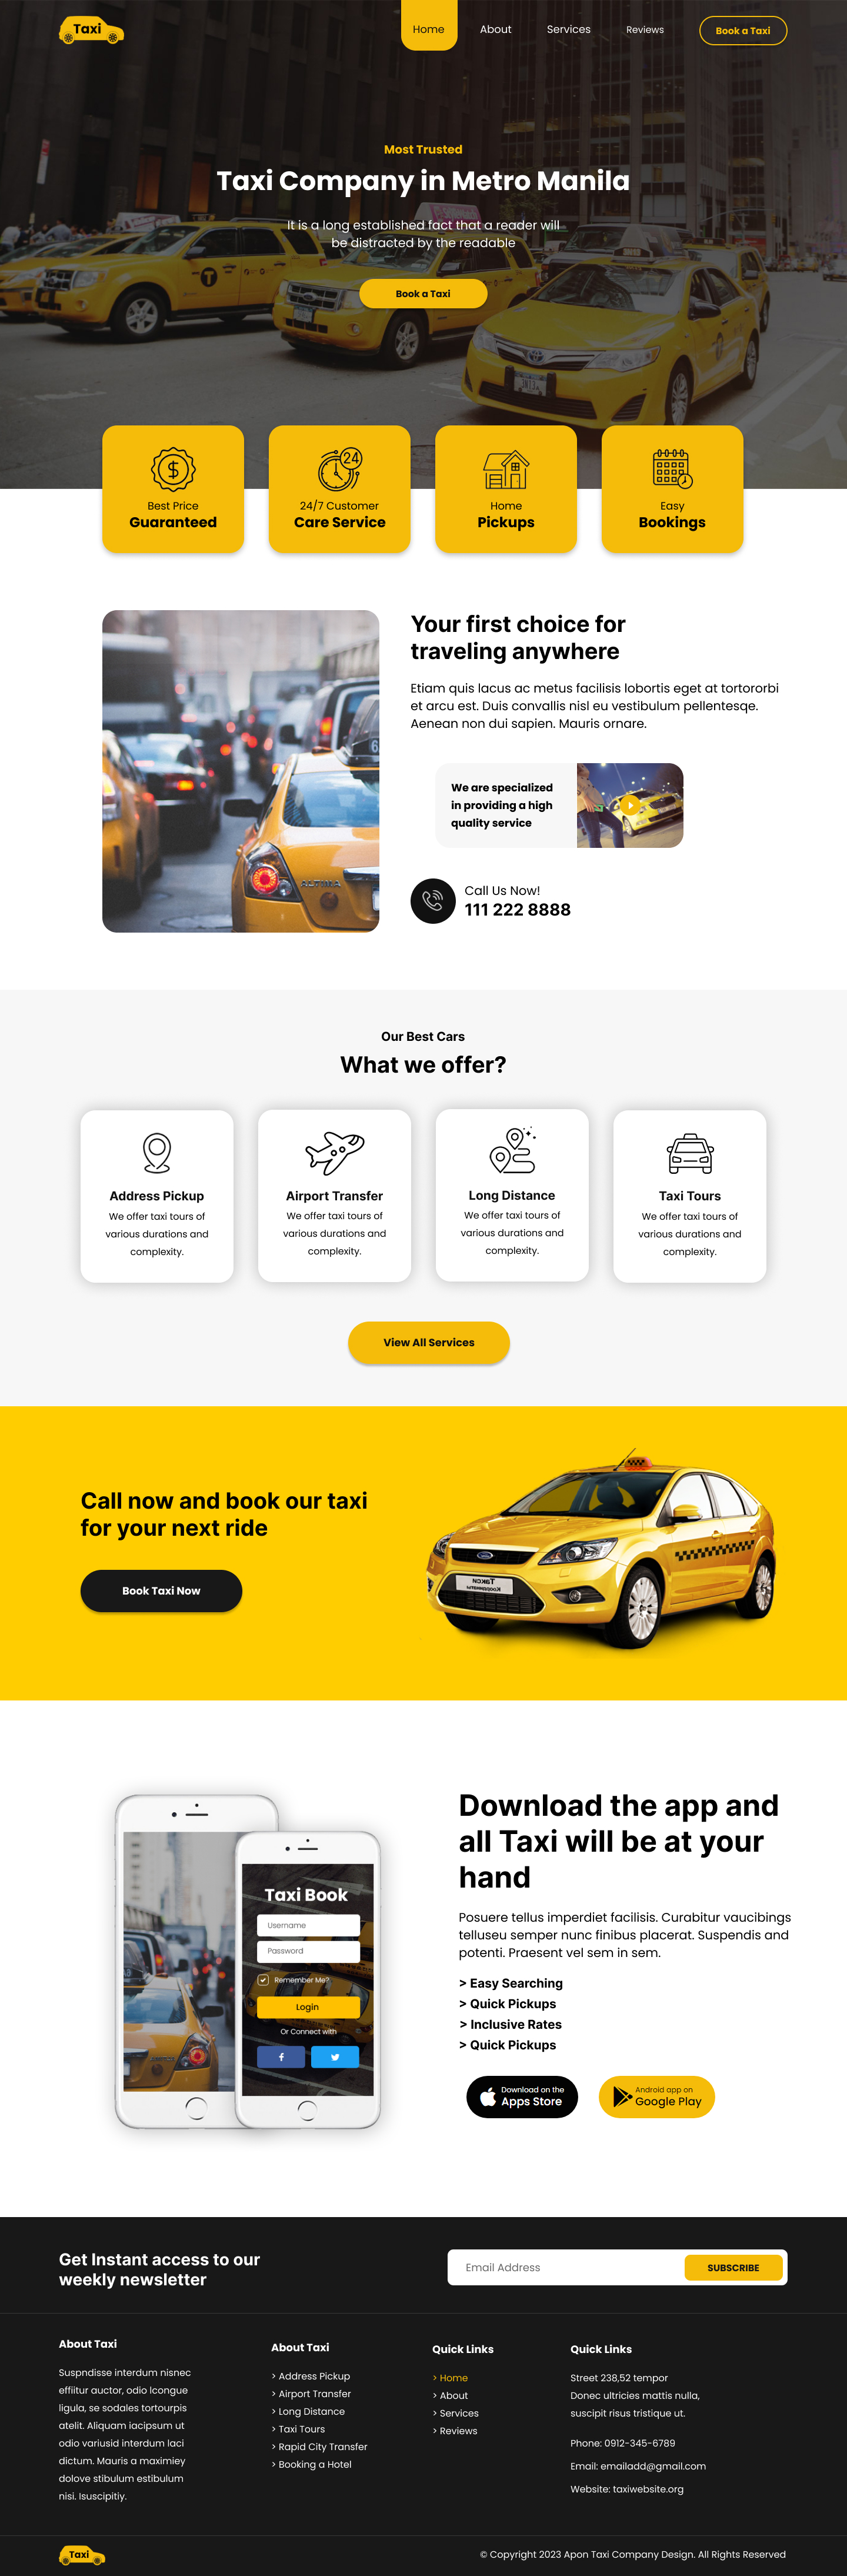 Taxi
Home
About
Services
Reviews
Book a Taxi
Most Trusted
Taxi Company in Metro Manila
It is a long established fact that a reader will
be distracted by the readable
Book a Taxi
T
Best Price
Guaranteed
24
24/7 Customer
Care Service
Home
Pickups
Easy
Bookings
Your first choice for
traveling anywhere
Etiam quis lacus ac metus facilisis lobortis eget at tortororbi
et arcu est. Duis convallis nisl eu vestibulum pellentesqe.
Aenean non dui sapien. Mauris ornare.
We are specialized
in providing a high
quality service
ALTIMA
Call Us Now!
111 222 8888
Our Best Cars
What we offer?
Address Pickup
We offer taxi tours of
various durations and
complexity.
Airport Transfer
We offer taxi tours of
various durations and
complexity.
Long Distance
We offer taxi tours of
various durations and
complexity.
Taxi Tours
We offer taxi tours of
various durations and
complexity.
View All Services
Call now and book our taxi
for your next ride
Book Taxi Now
Download the app and
all Taxi will be at your
hand
Posuere tellus imperdiet facilisis. Curabitur vaucibings
telluseu semper nunc finibus placerat. Suspendis and
potenti. Praesent vel sem in sem.
> Easy Searching
> Quick Pickups
> Inclusive Rates
> Quick Pickups
Download on the
Apps Store
Android app on
Google Play
Taxi Book
Username
Password
Remember Me?
Login
Or Connect with
Get Instant access to our
weekly newsletter
Email Address
SUBSCRIBE
About Taxi
Suspndisse interdum nisnec
effiitur auctor, odio lcongue
ligula, se sodales tortourpis
atelit. Aliquam iacipsum ut
odio variusid interdum laci
dictum. Mauris a maximiey
dolove stibulum estibulum
nisi. Isuscipitiy.
About Taxi
> Address Pickup
> Airport Transfer
> Long Distance
> Taxi Tours
> Rapid City Transfer
> Booking a Hotel
Quick Links
> Home
> About
> Services
> Reviews
Quick Links
Street 238,52 tempor
Donec ultricies mattis nulla,
suscipit risus tristique ut.
Phone: 0912-345-6789
Email: emailadd@gmail.com
Website: taxiwebsite.org
Taxi
© Copyright 2023 Apon Taxi Company Design. All Rights Reserved